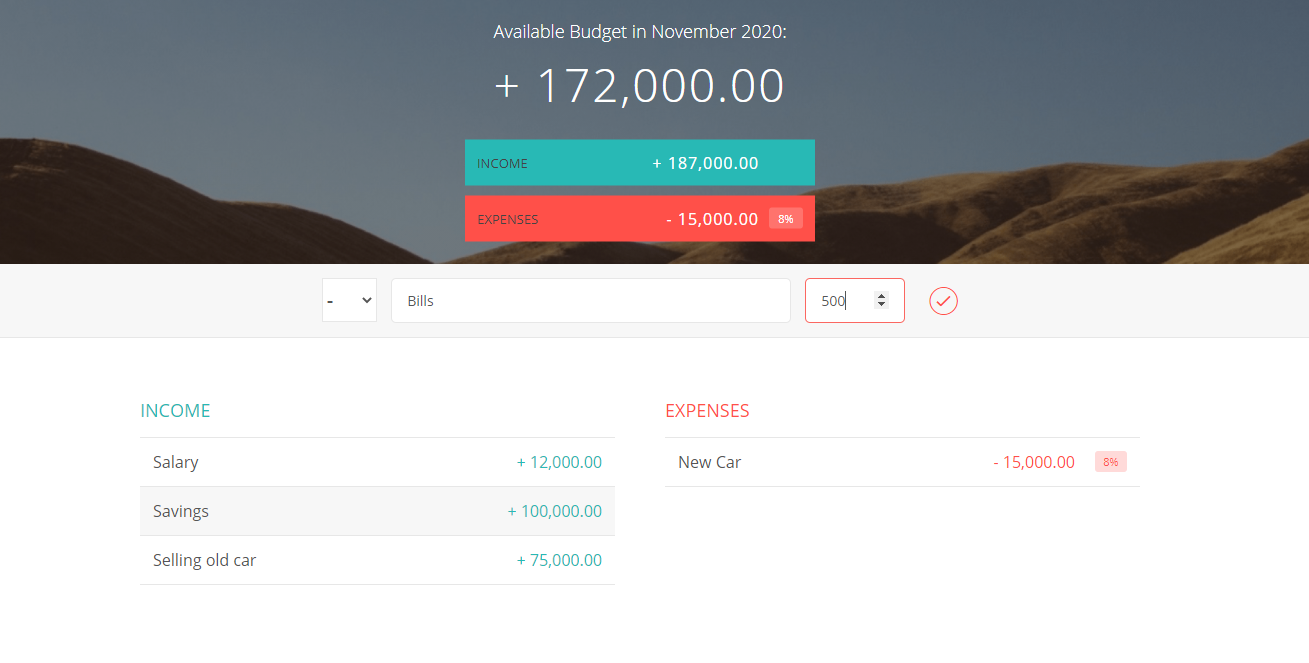 Available Budget in November 2020:
+ 172,000.00
INCOME + 187,000.00
EXPENSES - 15,000.00 8%
- Bills 500
INCOME
Salary + 12,000.00
Savings + 100,000.00
Selling old car + 75,000.00
EXPENSES
New Car - 15,000.00 8%